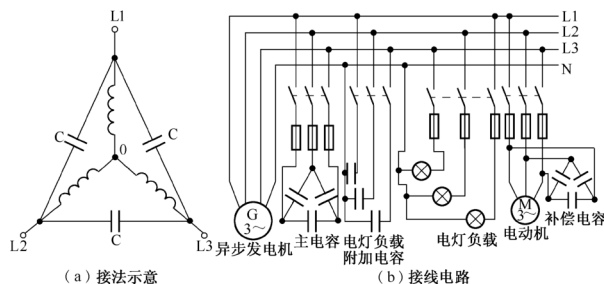 L1
C
C
0
C
L2
L3
(a)接法示意
L1
L2
L3
N
G
3~
异步发电机
主电容
电灯负载
附加电容
电灯负载
M
3~
电动机
补偿电容
(b)接线电路